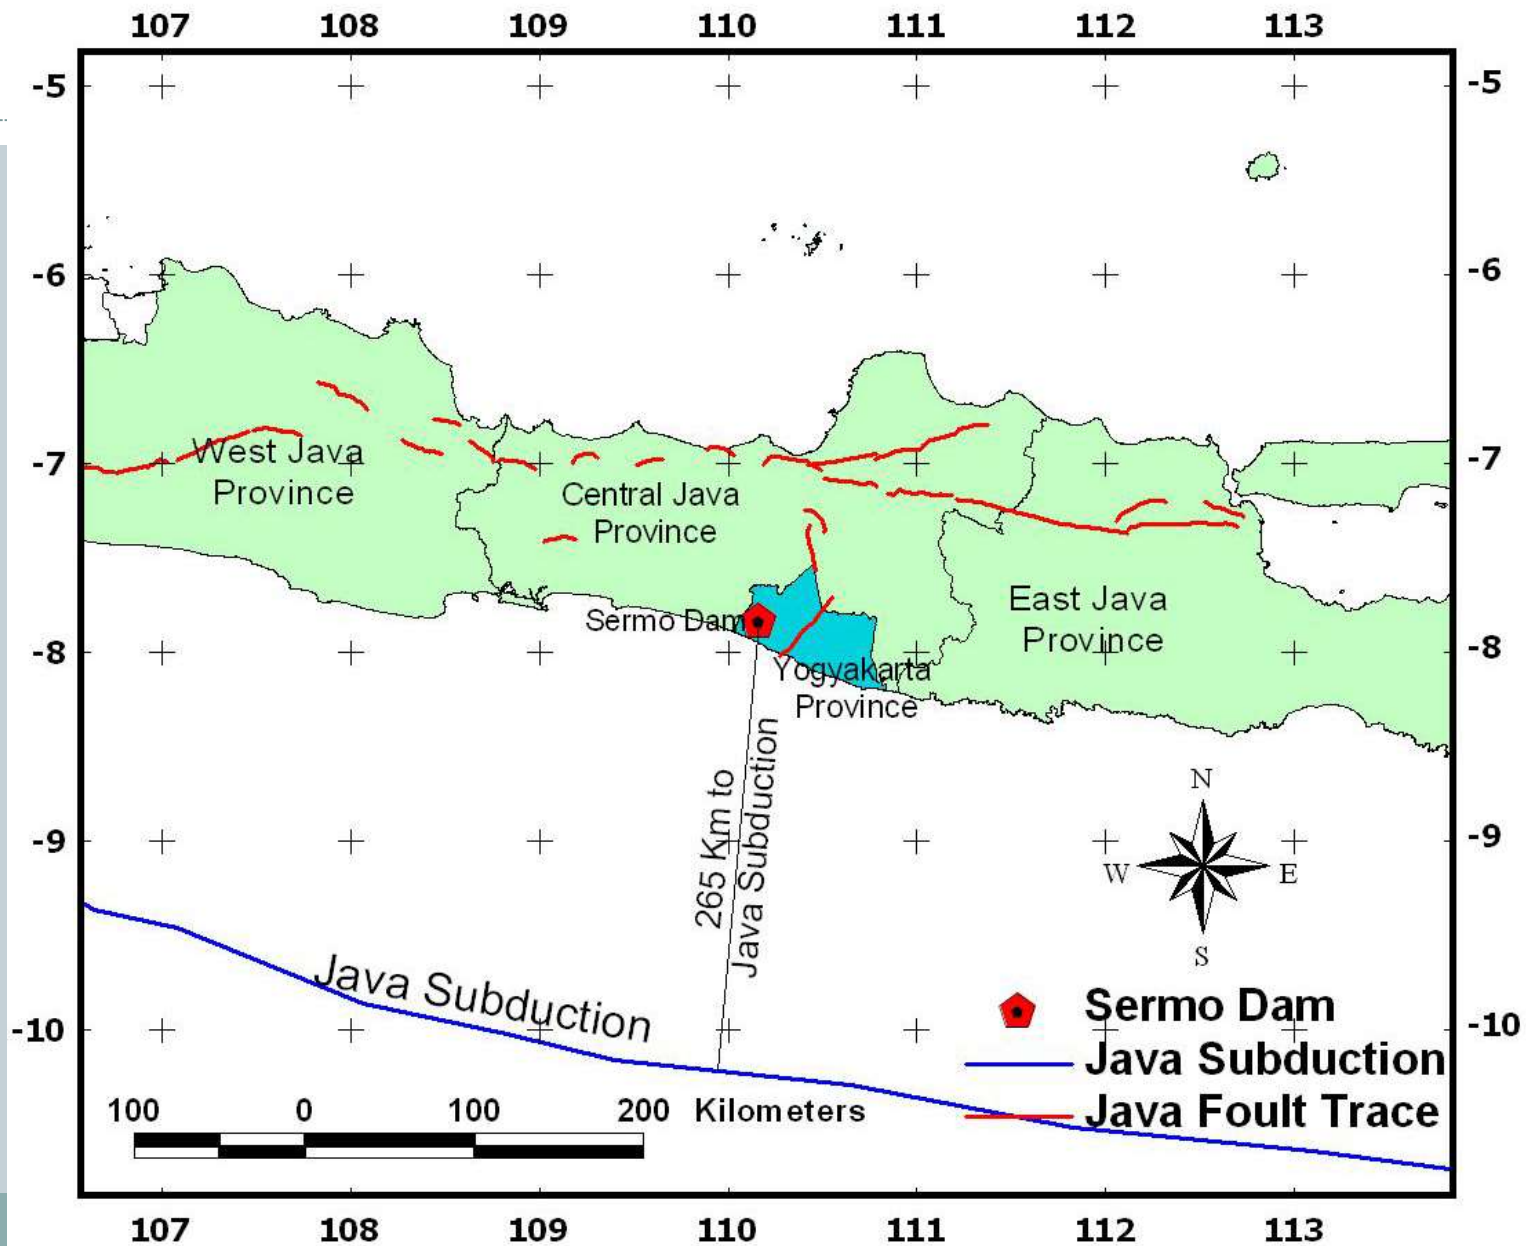 107 108 109 110 111 112 113
-5 -5
-6 -6
West Java
Province
-7 -7
Central Java
Province
East Java
Province
Sermo Dam
-8 -8
Yogyakarta
Province
265 Km to
Java Subduction
N
W E
S
-9 -9
Java Subduction
-10 -10
Sermo Dam
Java Subduction
Java Foult Trace
100 0 100 200 Kilometers
107 108 109 110 111 112 113